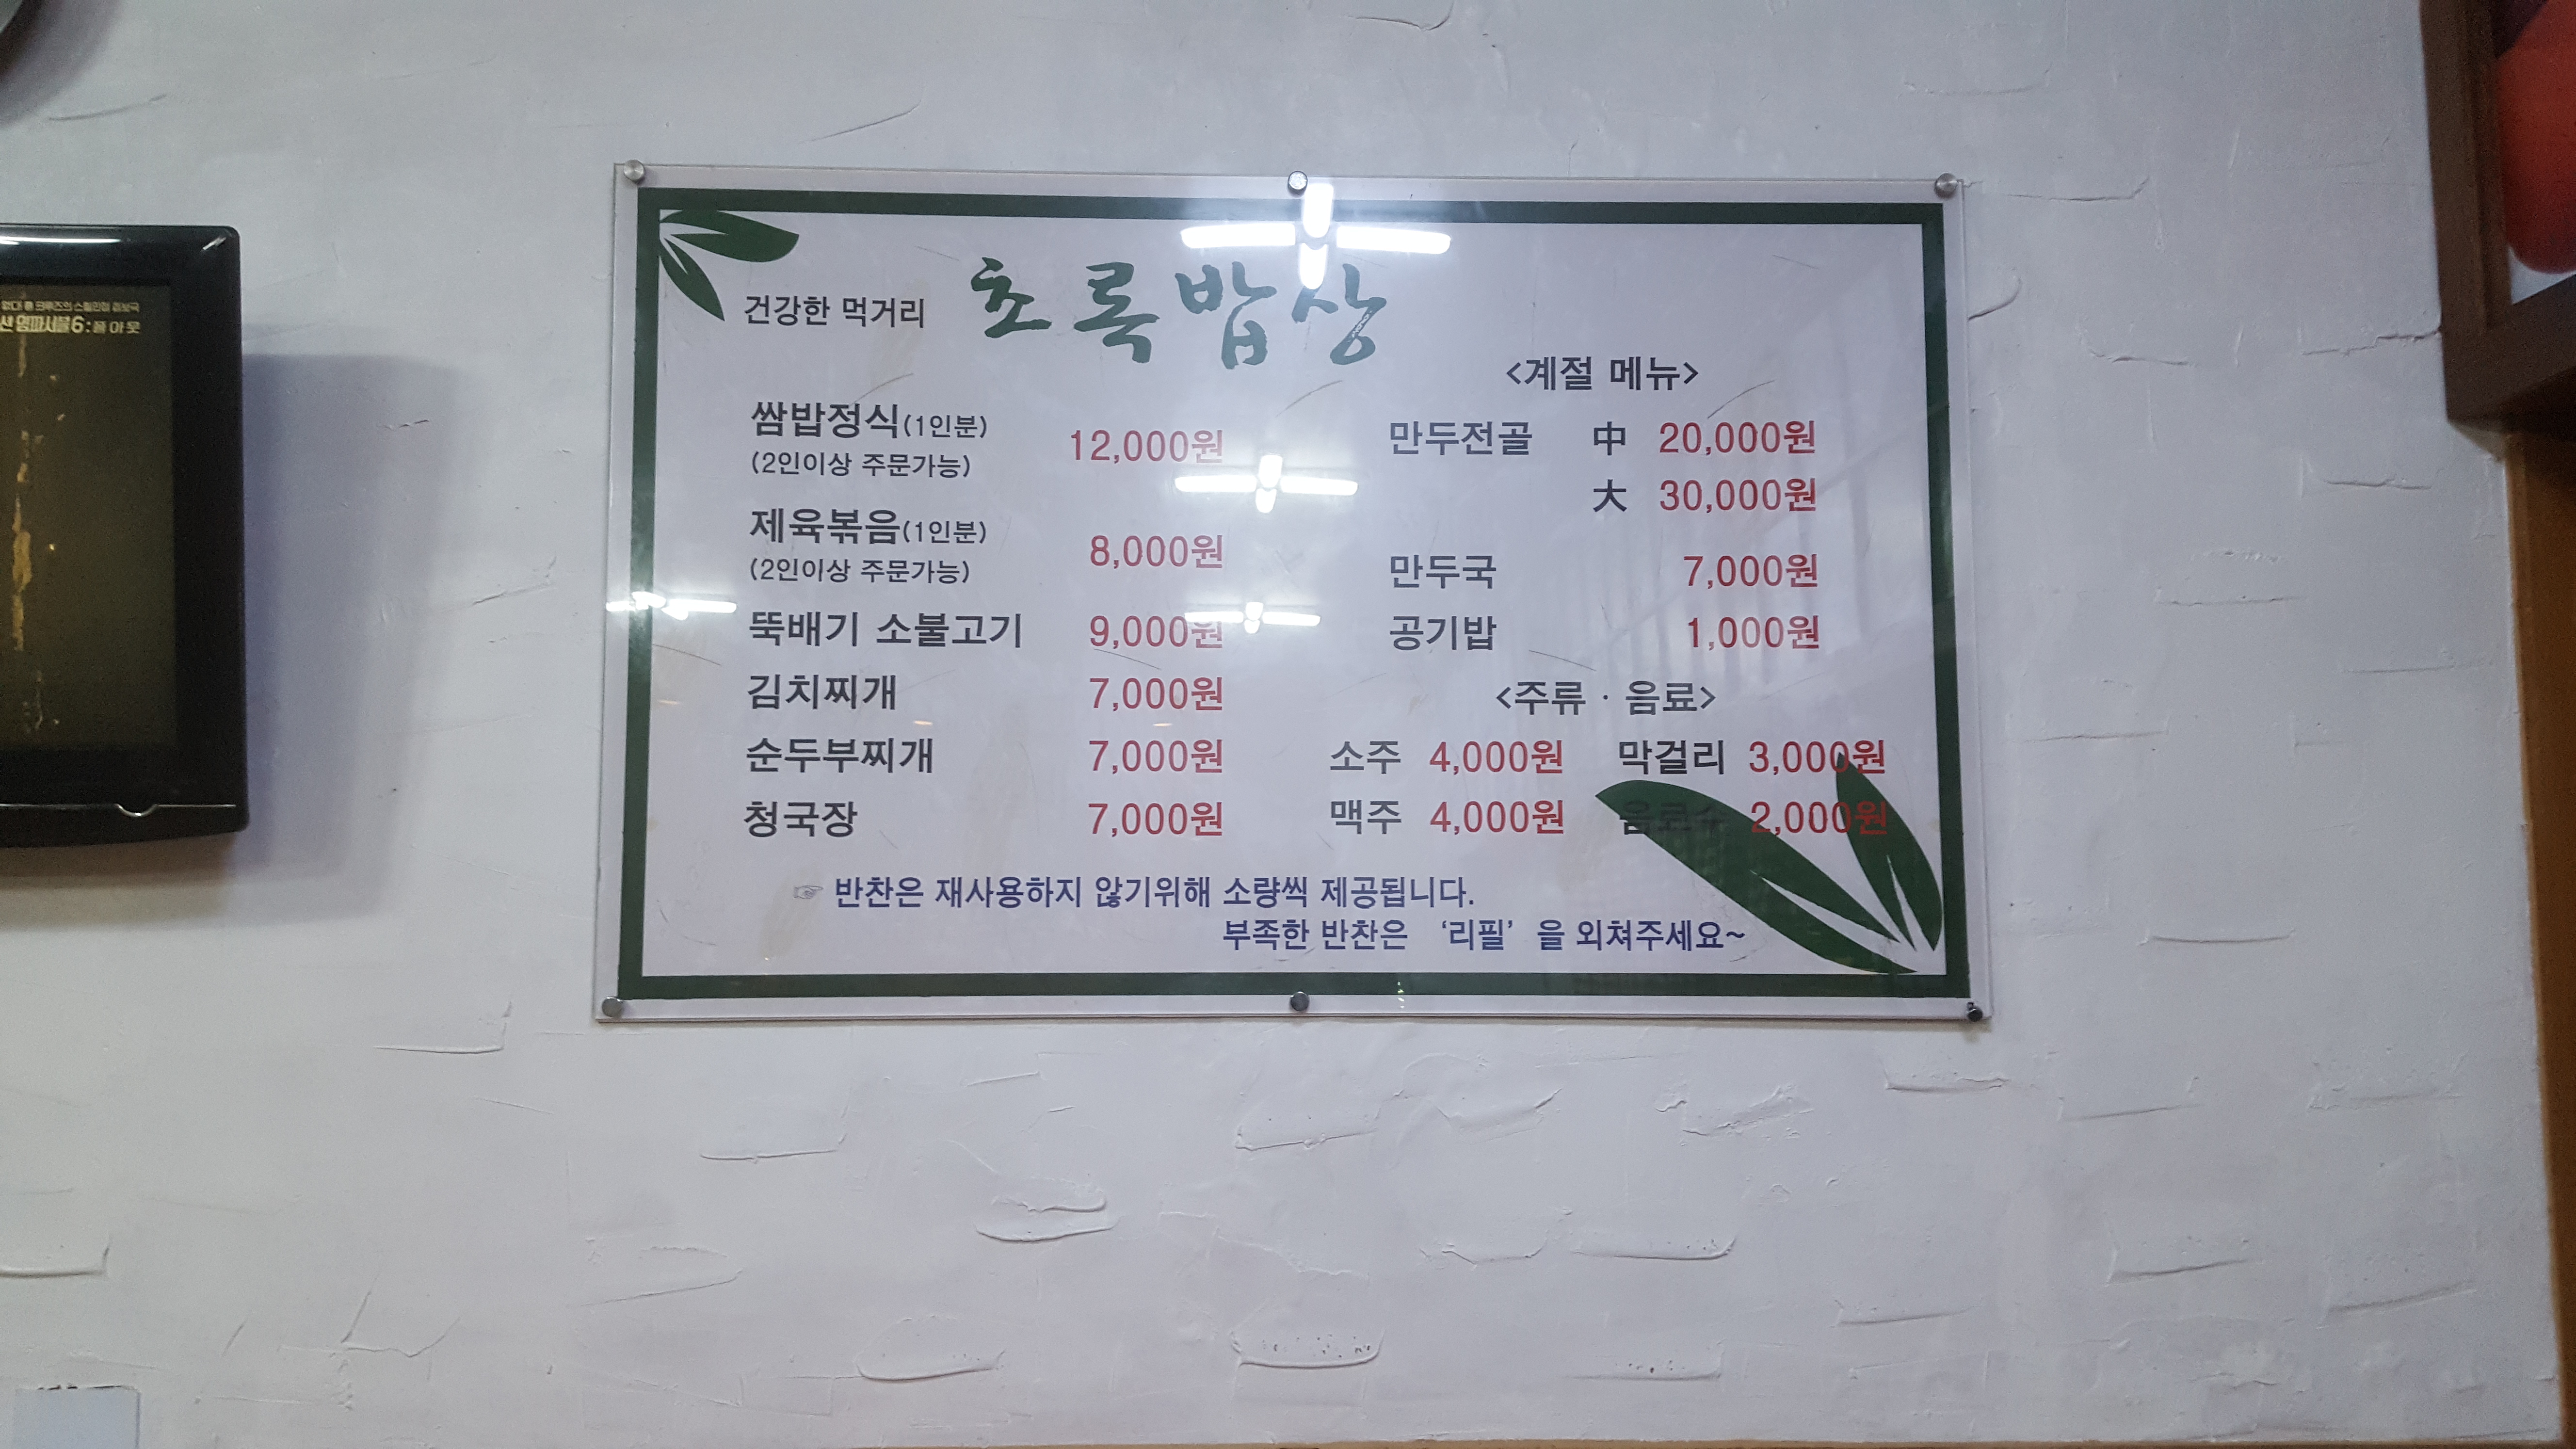 건강한 먹거리 초록밥상
쌈밥정식(1인분) 12,000원
(2인이상 주문가능)
제육볶음(1인분) 8,000원
(2인이상 주문가능)
뚝배기 소불고기 9,000원
김치찌개 7,000원
순두부찌개 7,000원
청국장 7,000원
<계절 메뉴>
만두전골 中 20,000원
大 30,000원
만두국 7,000원
공기밥 1,000원
<주류 · 음료>
소주 4,000원 막걸리 3,000원
맥주 4,000원 음료수 2,000원
☞ 반찬은 재사용하지 않기위해 소량씩 제공됩니다.
부족한 반찬은 '리필' 을 외쳐주세요~
6:폴아웃